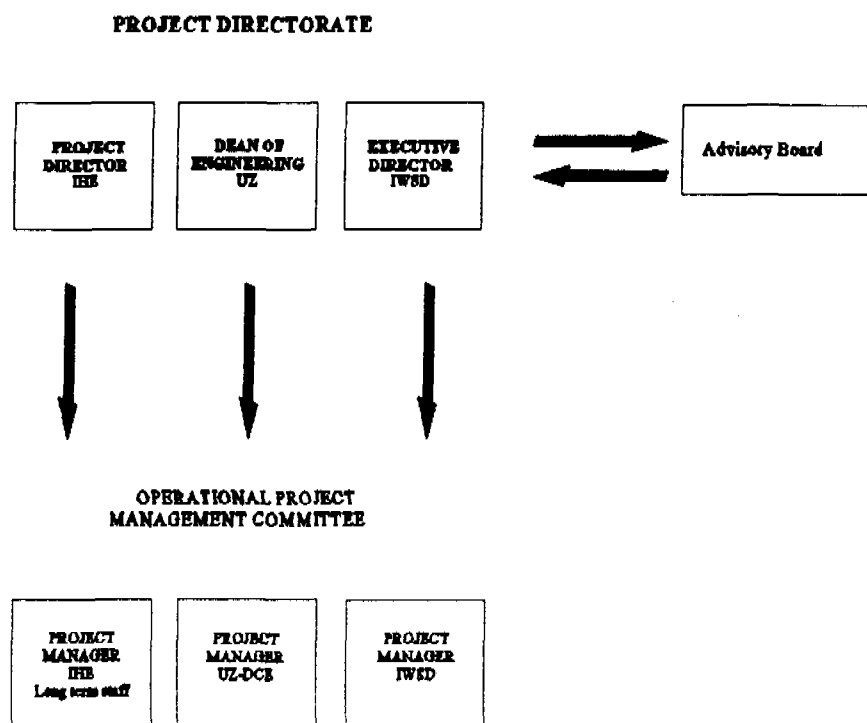 PROJECT DIRECTORATE
PROJECT
DIRECTOR
IHE
DEAN OF
ENGINEERING
UZ
EXECUTIVE
DIRECTOR
IWSD
Advisory Board
OPERATIONAL PROJECT
MANAGEMENT COMMITTEE
PROJECT
MANAGER
IHE
Long term staff
PROJECT
MANAGER
UZ-DCE
PROJECT
MANAGER
IWSD